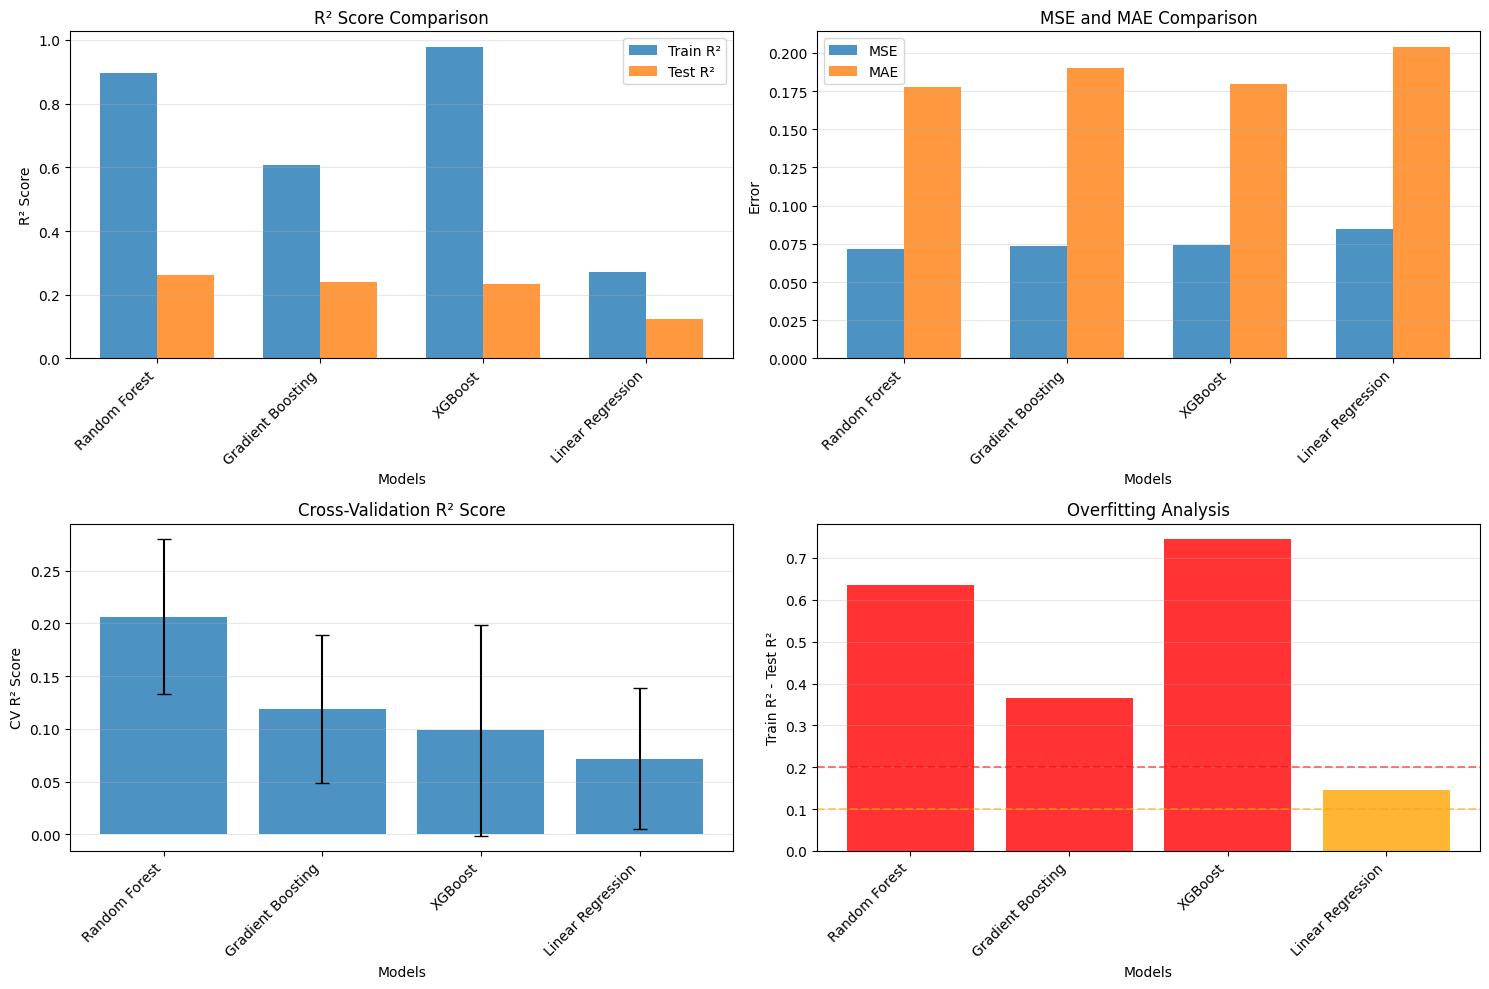 R² Score Comparison
R² Score
1.0
0.8
0.6
0.4
0.2
0.0
Train R²
Test R²
Random Forest
Gradient Boosting
XGBoost
Linear Regression
Models
MSE and MAE Comparison
Error
0.200
0.175
0.150
0.125
0.100
0.075
0.050
0.025
0.000
MSE
MAE
Random Forest
Gradient Boosting
XGBoost
Linear Regression
Models
Cross-Validation R² Score
CV R² Score
0.25
0.20
0.15
0.10
0.05
0.00
Random Forest
Gradient Boosting
XGBoost
Linear Regression
Models
Overfitting Analysis
Train R² - Test R²
0.7
0.6
0.5
0.4
0.3
0.2
0.1
0.0
Random Forest
Gradient Boosting
XGBoost
Linear Regression
Models